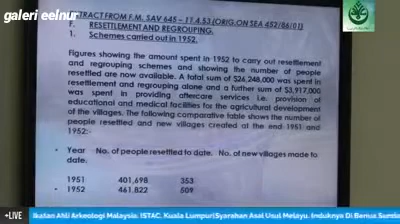 galeri eelnur
EXTRACT FROM F.M. SAV 645 – 11.4.53 (ORIG.ON SEA 452/86/01)
F. RESETTLEMENT AND REGROUPING.
1. Schemes carried out in 1952.
Figures showing the amount spent in 1952 to carry out resettlement
and regrouping schemes and showing the number of people
resettled are now available. A total sum of $24,248,000 was spent in
resettlement and regrouping alone and a further sum of $3,917,000
was spent in providing aftercare services i.e. provision of
educational and medical facilities for the agricultural development
of the villages. The following comparative table shows the number of
people resettled and new villages created at the end 1951 and
1952:-
• Year No. of people resettled to date. No. of new villages made to
date.
1951 401,698 353
• 1952 461,822 509
LIVE Ikatan Ahli Arkeologi Malaysia. ISTAC. Kuala Lumpur|Syarahan Asal Usul Melayu. Induknya Di Benua Sunda